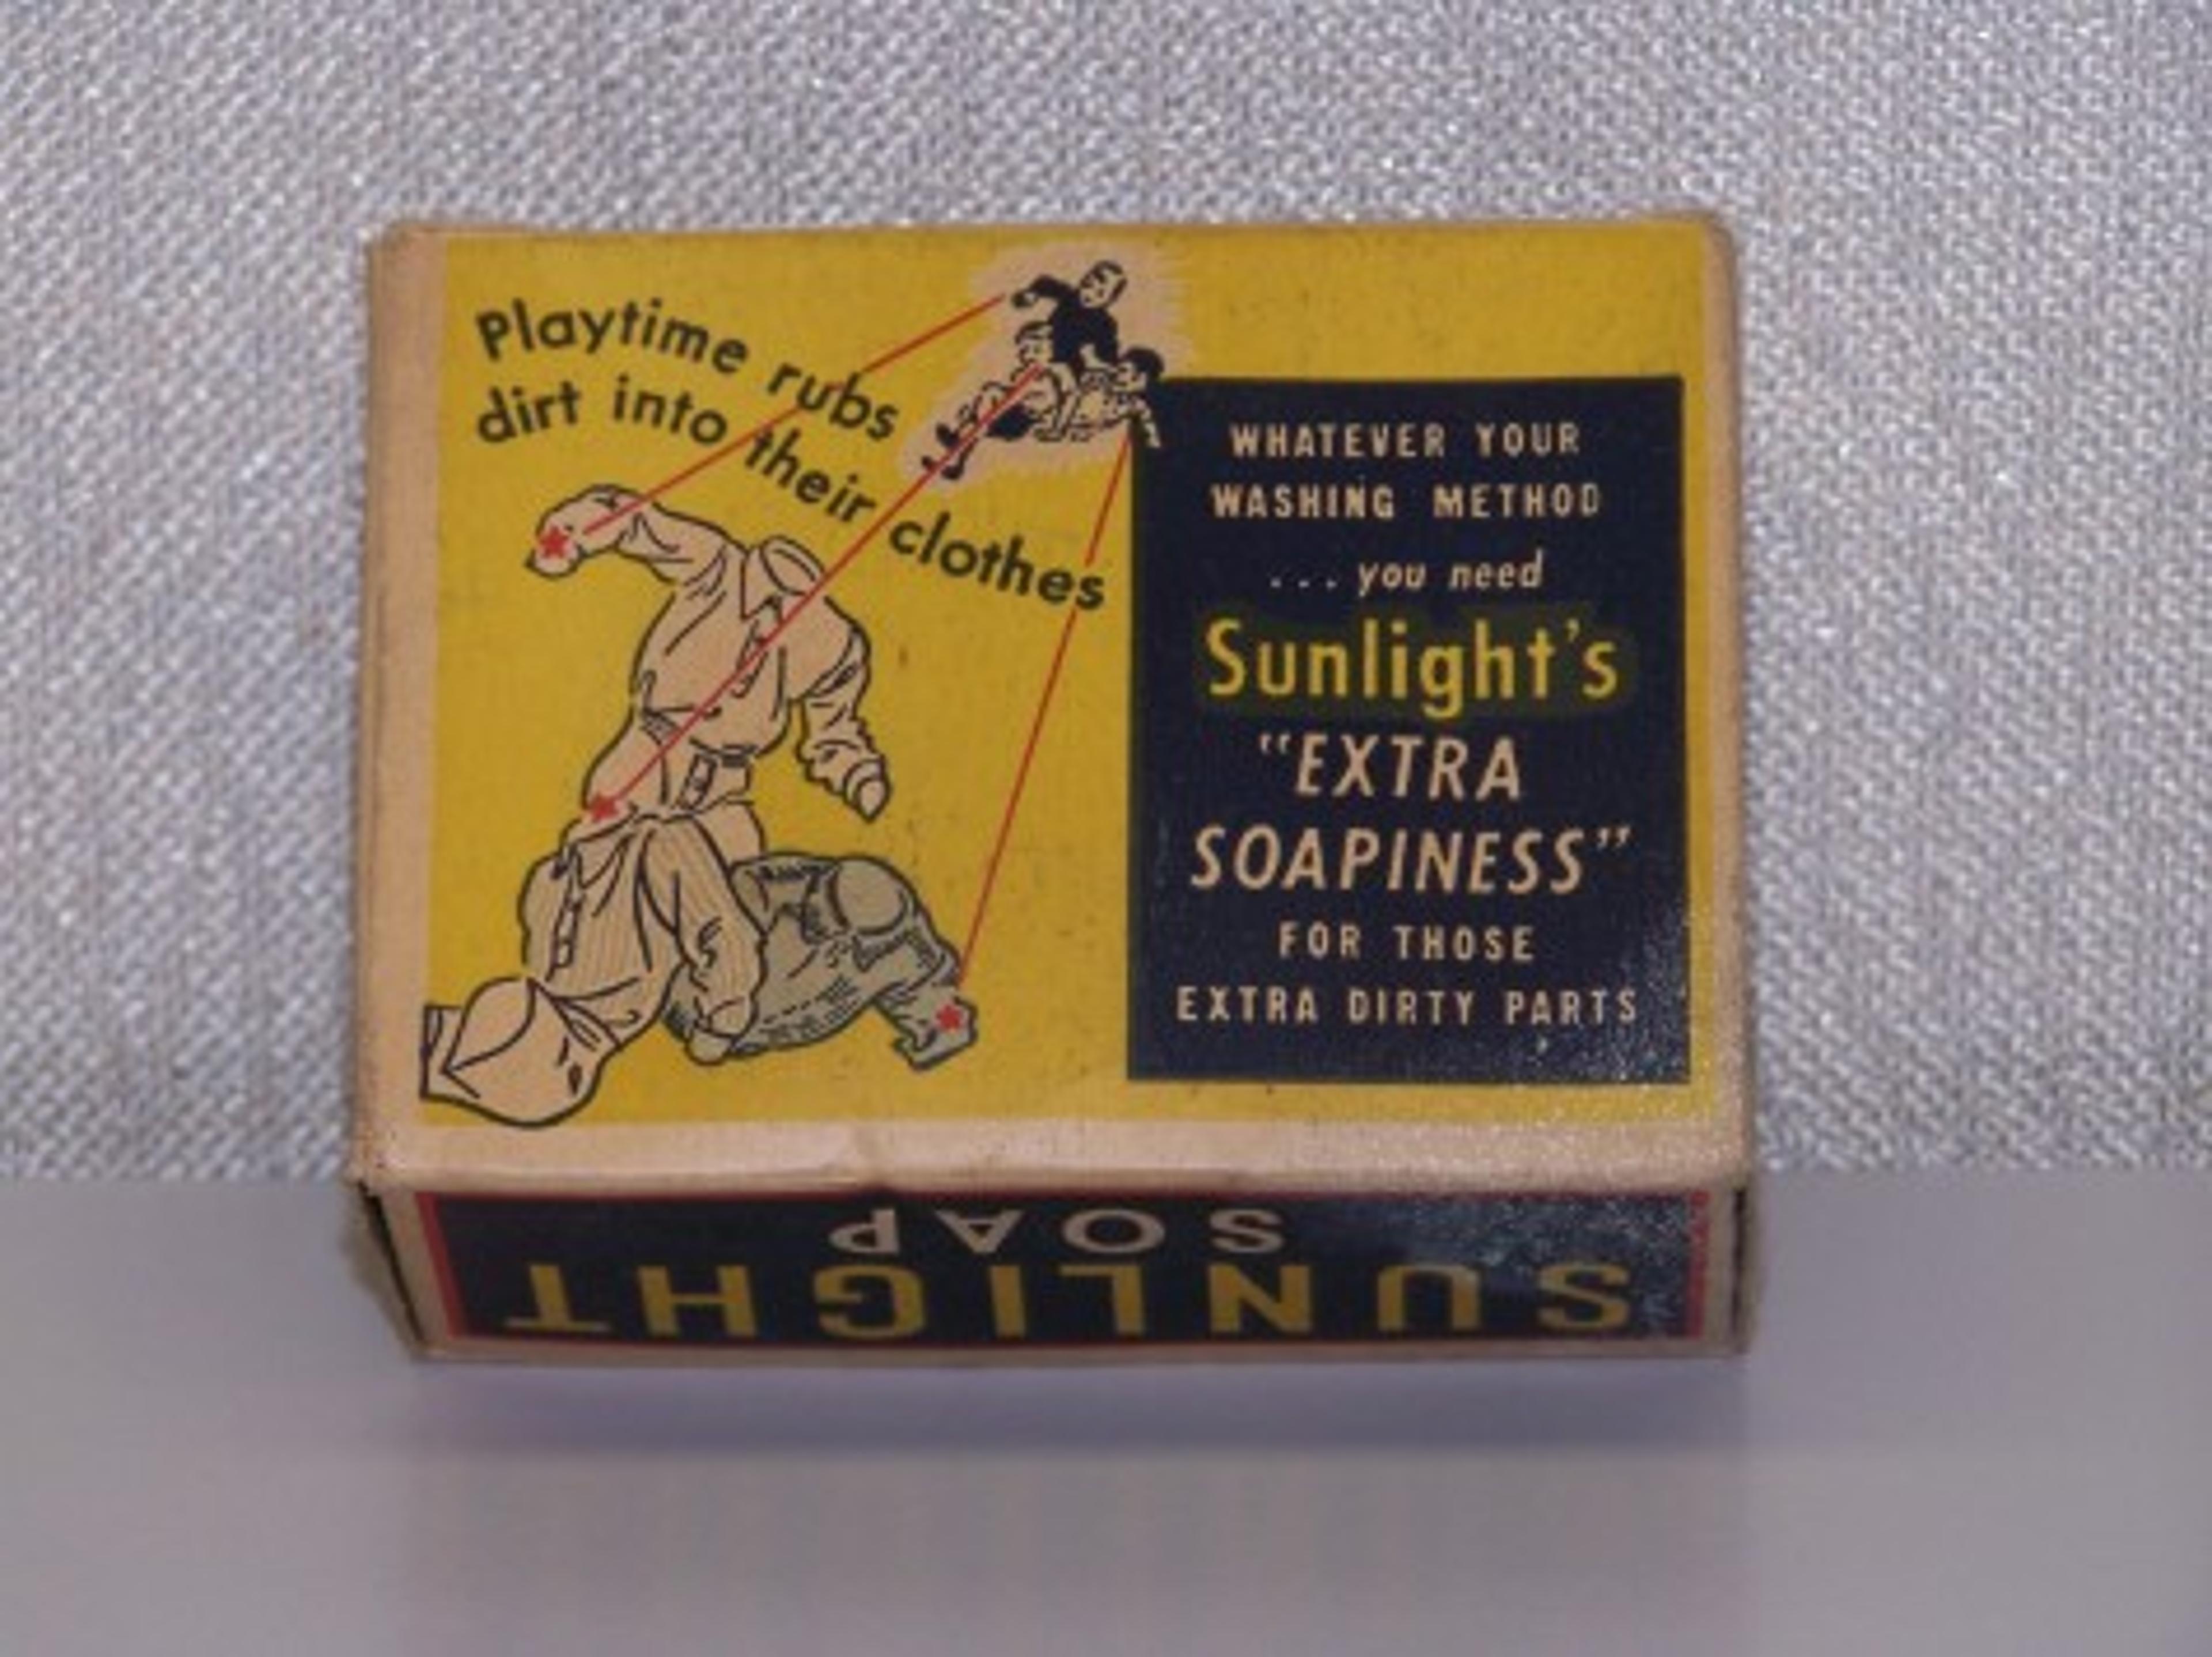 Playtime rubs
dirt into their clothes
WHATEVER YOUR
WASHING METHOD
...you need
Sunlight's
"EXTRA
SOAPINESS"
FOR THOSE
EXTRA DIRTY PARTS
SUNLIGHT
SOAP